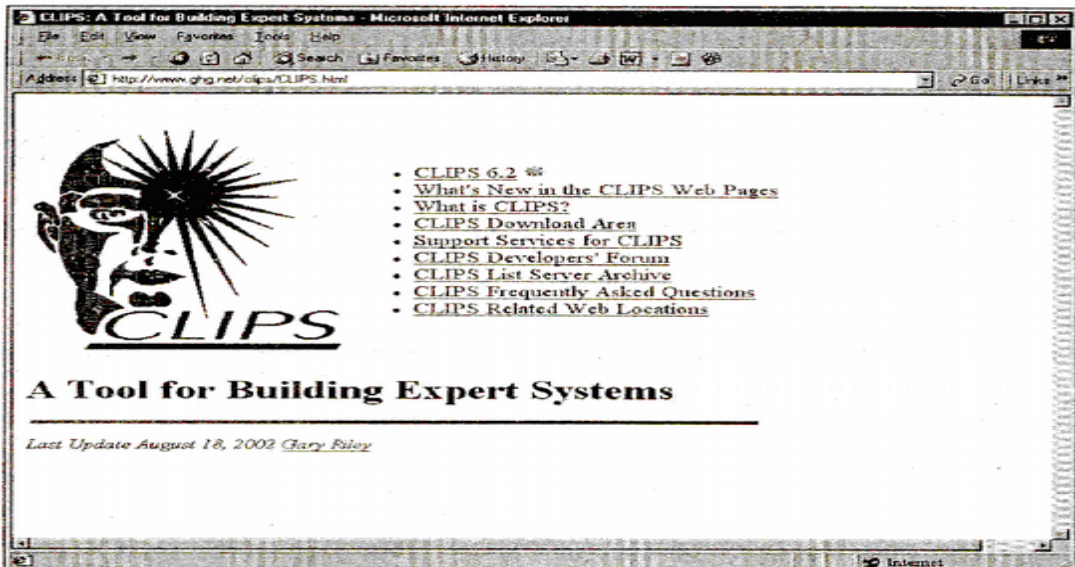 CLIPS: A Tool for Building Expert Systems - Microsoft Internet Explorer
File Edit View Favorites Tools Help
Search Favorites History
Address http://www.ghg.net/clips/CLIPS.html Go Links »
CLIPS 6.2
What's New in the CLIPS Web Pages
What is CLIPS?
CLIPS Download Area
Support Services for CLIPS
CLIPS Developers' Forum
CLIPS List Server Archive
CLIPS Frequently Asked Questions
CLIPS Related Web Locations
CLIPS
A Tool for Building Expert Systems
Last Update August 18, 2002 Gary Riley
Internet